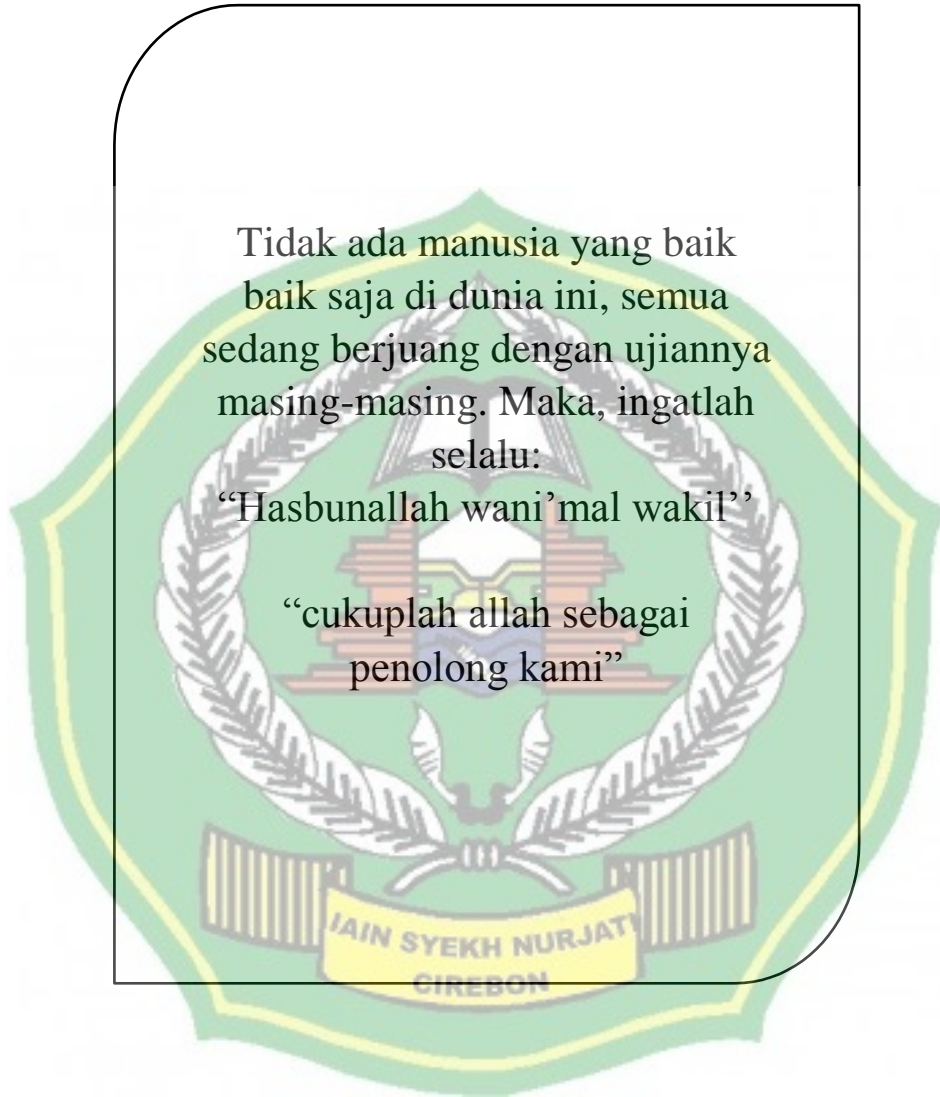 Tidak ada manusia yang baik
baik saja di dunia ini, semua
sedang berjuang dengan ujiannya
masing-masing. Maka, ingatlah
selalu:
“Hasbunallah wani’mal wakil’’
“cukuplah allah sebagai
penolong kami”
IAIN SYEKH NURJATI
CIREBON